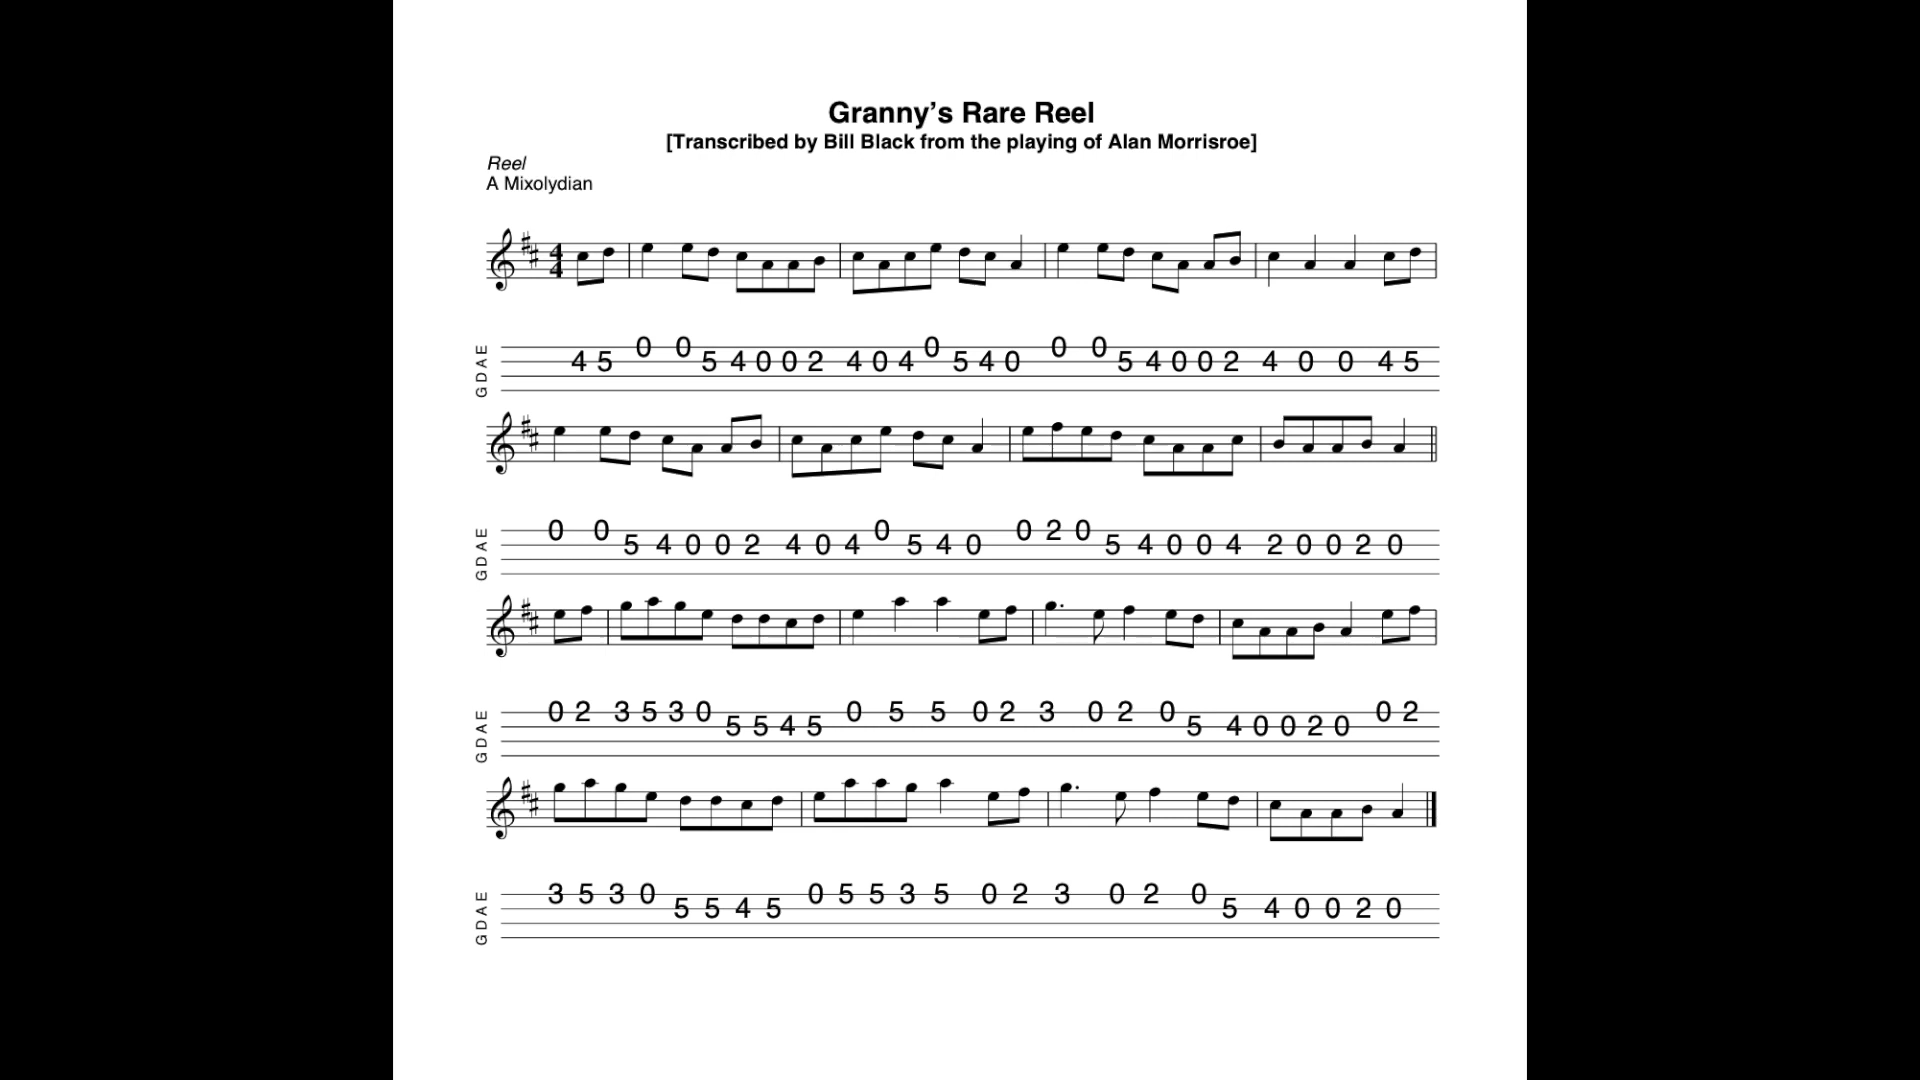 Granny’s Rare Reel
[Transcribed by Bill Black from the playing of Alan Morrisroe]
Reel
A Mixolydian
4
4
G D A E
4 5 0 0 5 4 0 0 2 4 0 4 0 5 4 0 0 0 5 4 0 0 2 4 0 0 4 5
G D A E
0 0 5 4 0 0 2 4 0 4 0 5 4 0 0 2 0 5 4 0 0 4 2 0 0 2 0
G D A E
0 2 3 5 3 0 5 5 4 5 0 5 5 0 2 3 0 2 0 5 4 0 0 2 0 0 2
G D A E
3 5 3 0 5 5 4 5 0 5 5 3 5 0 2 3 0 2 0 5 4 0 0 2 0